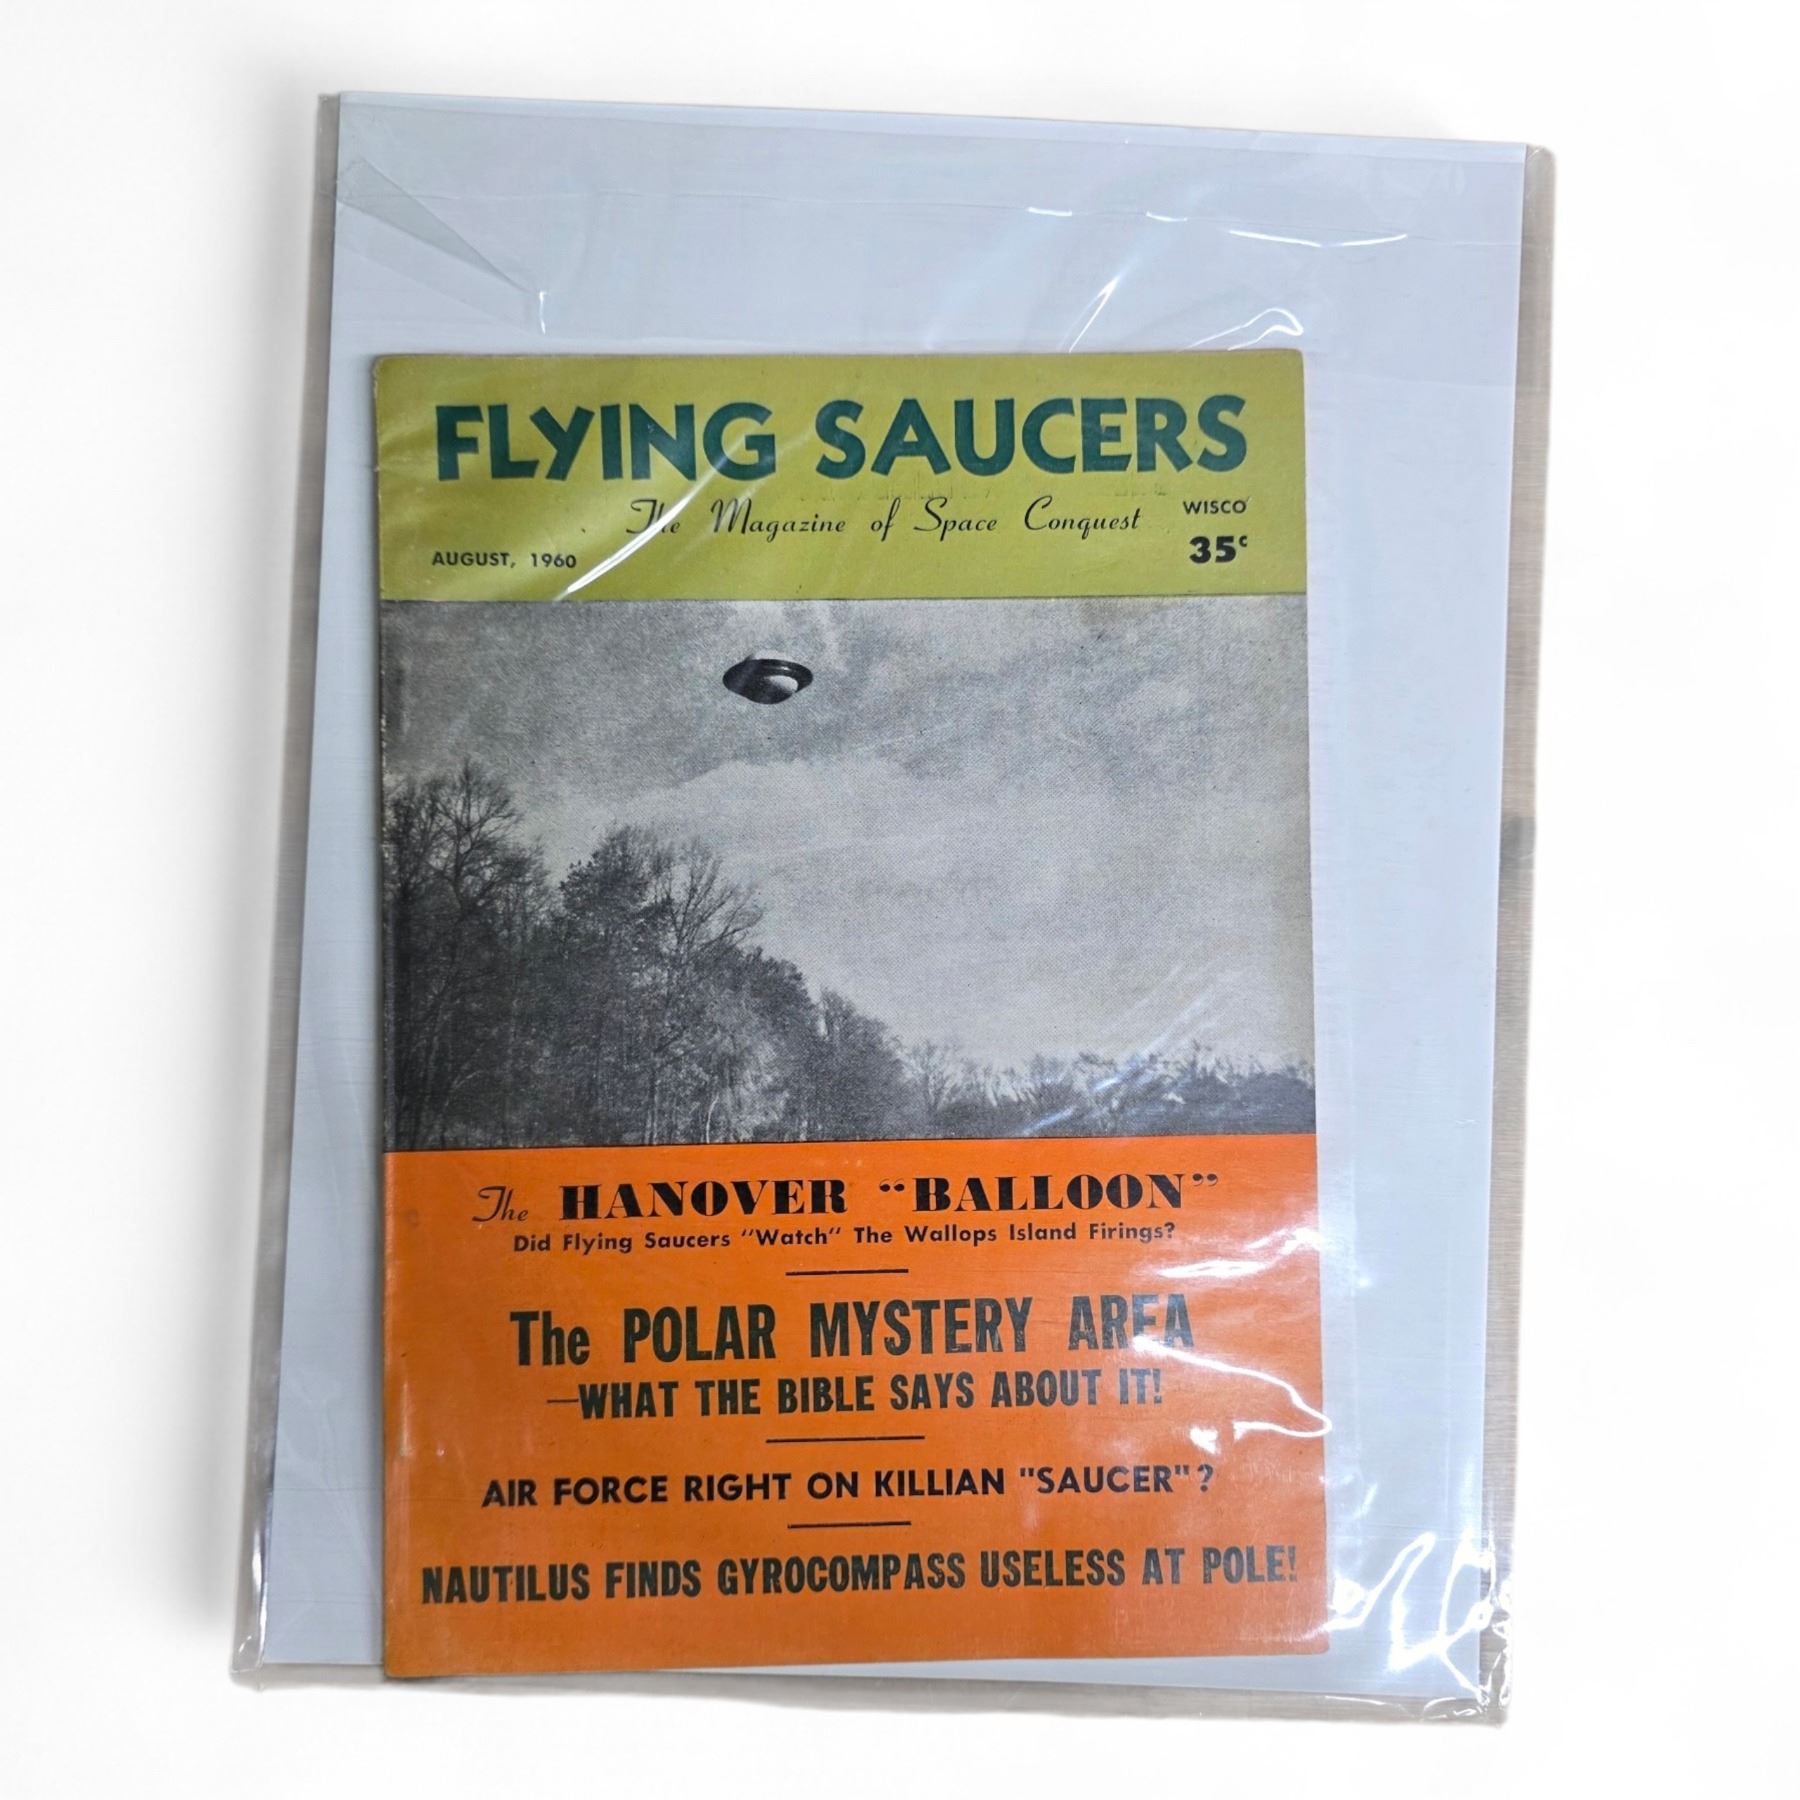 FLYING SAUCERS
The Magazine of Space Conquest
WISCO
AUGUST, 1960
35c
The HANOVER "BALLOON"
Did Flying Saucers "Watch" The Wallops Island Firings?
The POLAR MYSTERY AREA
—WHAT THE BIBLE SAYS ABOUT IT!
AIR FORCE RIGHT ON KILLIAN "SAUCER"?
NAUTILUS FINDS GYROCOMPASS USELESS AT POLE!